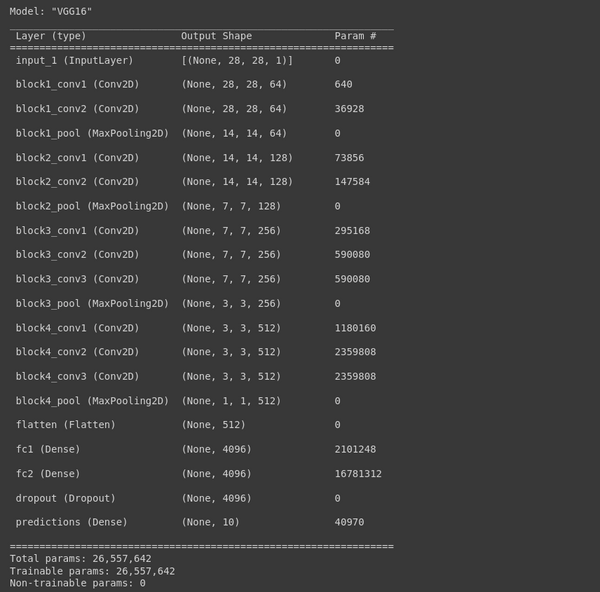 Model: "VGG16"
_________________________________________________________________
Layer (type)                Output Shape              Param #
=================================================================
input_1 (InputLayer)        [(None, 28, 28, 1)]       0
block1_conv1 (Conv2D)       (None, 28, 28, 64)        640
block1_conv2 (Conv2D)       (None, 28, 28, 64)        36928
block1_pool (MaxPooling2D)  (None, 14, 14, 64)        0
block2_conv1 (Conv2D)       (None, 14, 14, 128)       73856
block2_conv2 (Conv2D)       (None, 14, 14, 128)       147584
block2_pool (MaxPooling2D)  (None, 7, 7, 128)         0
block3_conv1 (Conv2D)       (None, 7, 7, 256)         295168
block3_conv2 (Conv2D)       (None, 7, 7, 256)         590080
block3_conv3 (Conv2D)       (None, 7, 7, 256)         590080
block3_pool (MaxPooling2D)  (None, 3, 3, 256)         0
block4_conv1 (Conv2D)       (None, 3, 3, 512)         1180160
block4_conv2 (Conv2D)       (None, 3, 3, 512)         2359808
block4_conv3 (Conv2D)       (None, 3, 3, 512)         2359808
block4_pool (MaxPooling2D)  (None, 1, 1, 512)         0
flatten (Flatten)           (None, 512)               0
fc1 (Dense)                 (None, 4096)              2101248
fc2 (Dense)                 (None, 4096)              16781312
dropout (Dropout)           (None, 4096)              0
predictions (Dense)         (None, 10)                40970
=================================================================
Total params: 26,557,642
Trainable params: 26,557,642
Non-trainable params: 0